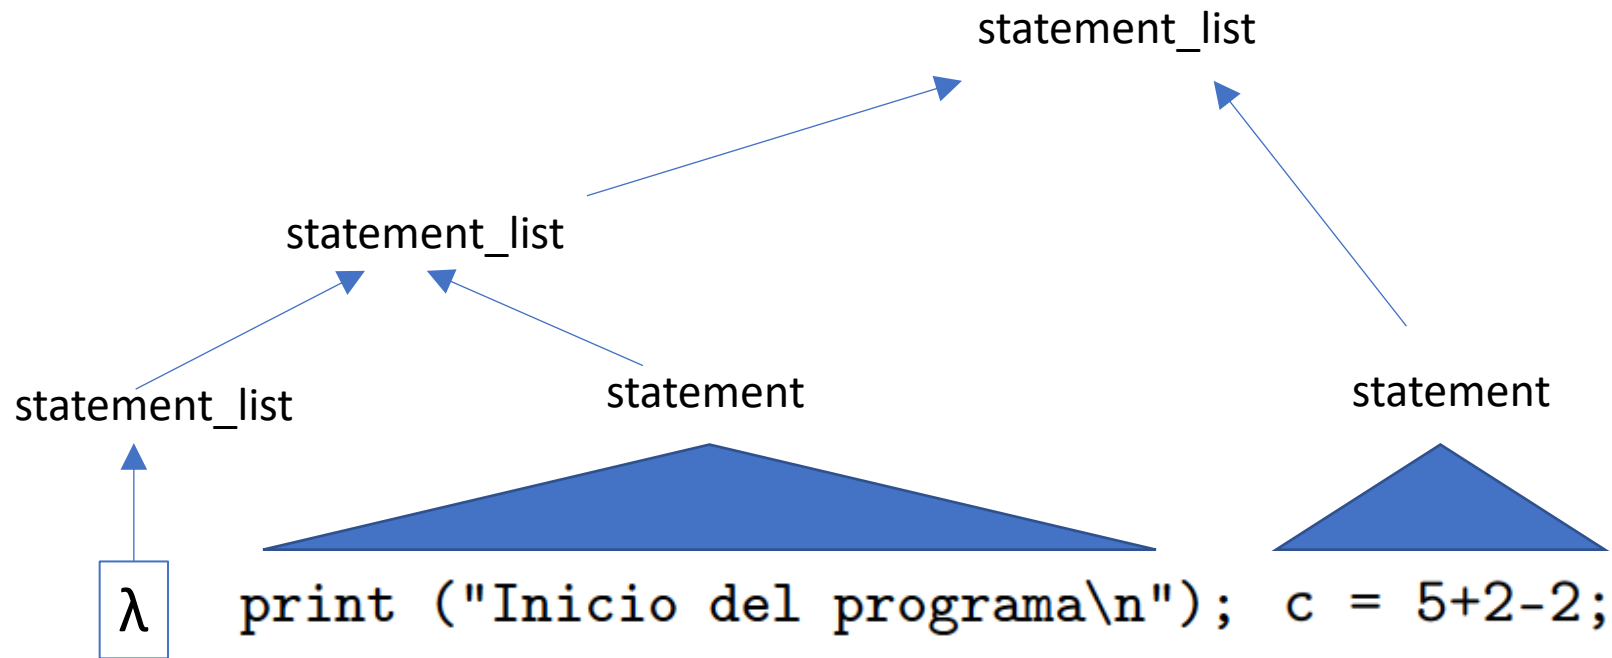 statement_list
statement_list
statement_list
statement
statement
λ
print ("Inicio del programa\n"); c = 5+2-2;